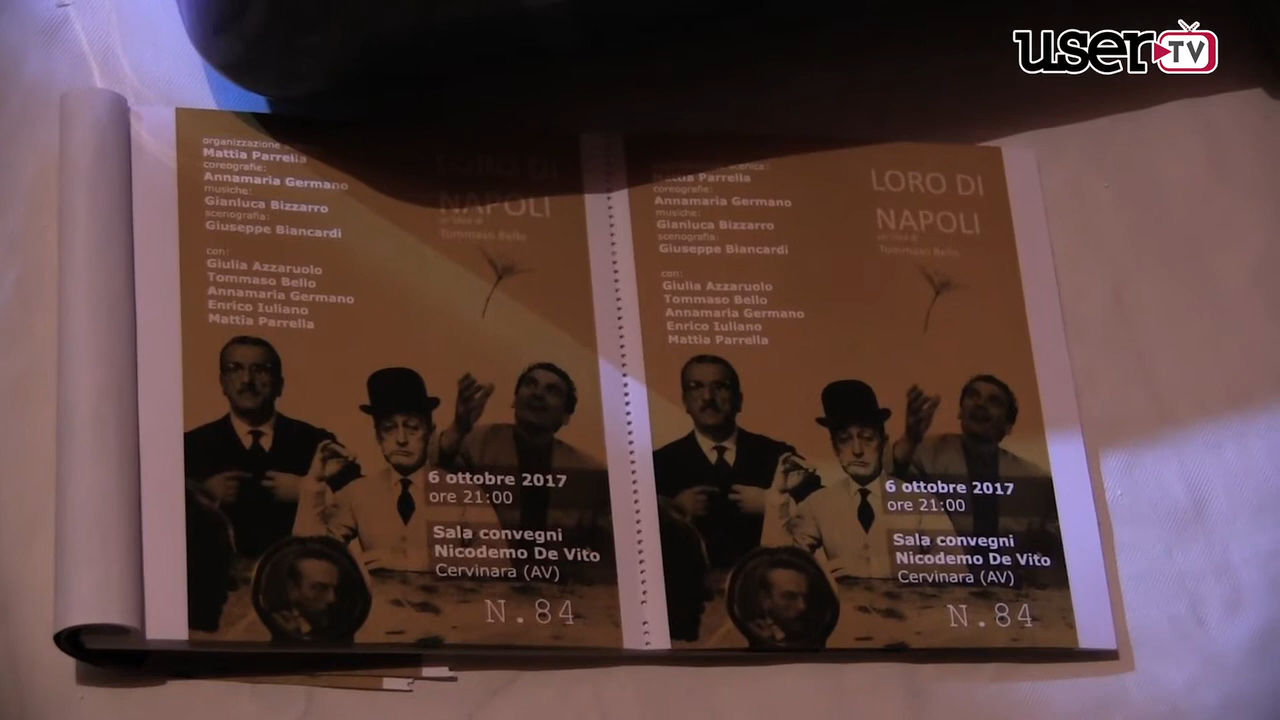 user TV
organizzazione
Mattia Parrella
coreografie:
Annamaria Germano
musiche:
Gianluca Bizzarro
scenografia:
Giuseppe Biancardi
con:
Giulia Azzaruolo
Tommaso Bello
Annamaria Germano
Enrico Iuliano
Mattia Parrella
LORO DI
NAPOLI
Tommaso Bello
6 ottobre 2017
ore 21:00
Sala convegni
Nicodemo De Vito
Cervinara (AV)
N.84
Mattia Parrella
coreografie:
Annamaria Germano
musiche:
Gianluca Bizzarro
scenografia:
Giuseppe Biancardi
con:
Giulia Azzaruolo
Tommaso Bello
Annamaria Germano
Enrico Iuliano
Mattia Parrella
LORO DI
NAPOLI
Tommaso Bello
6 ottobre 2017
ore 21:00
Sala convegni
Nicodemo De Vito
Cervinara (AV)
N.84